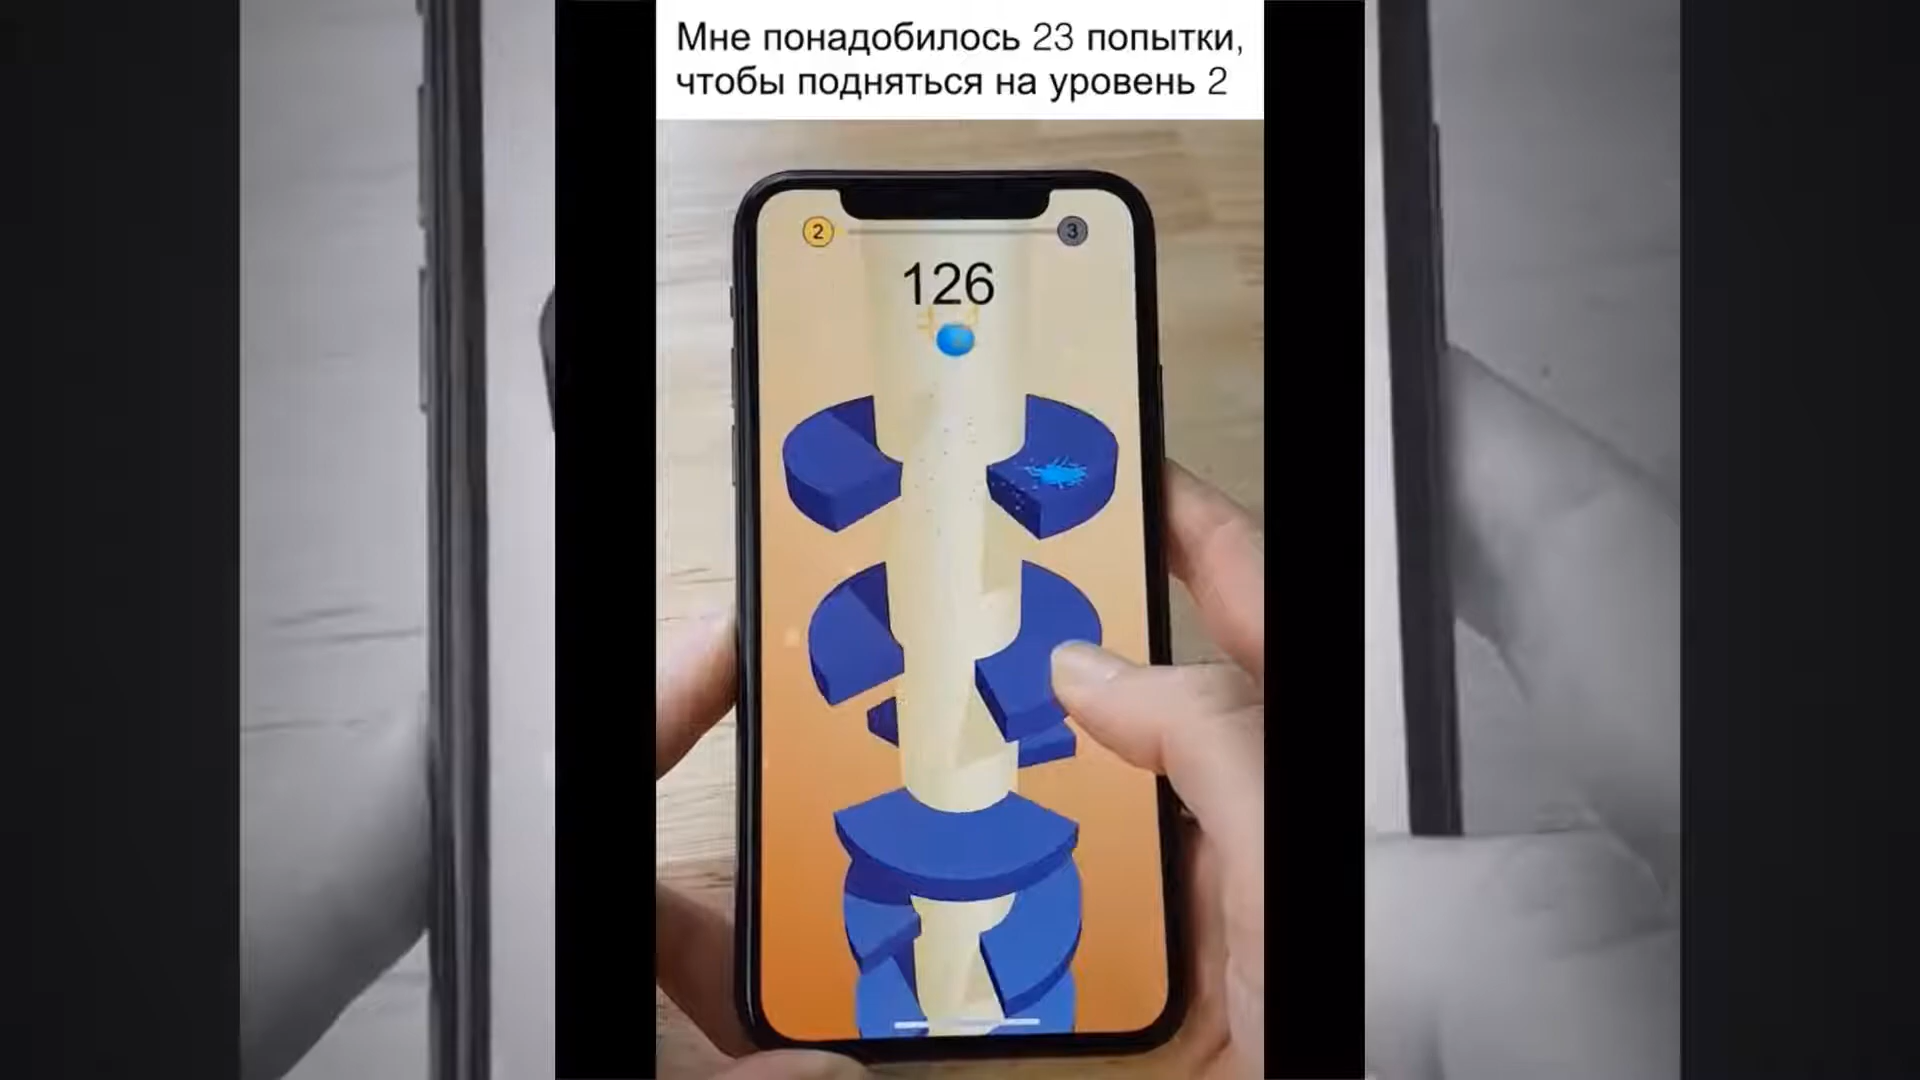 Мне понадобилось 23 попытки,
чтобы подняться на уровень 2
2
3
126